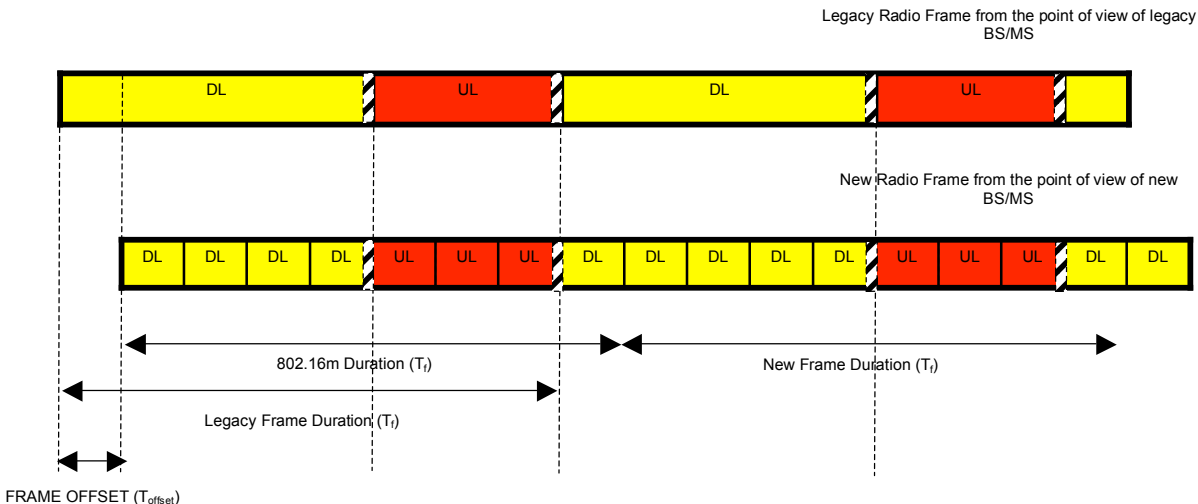 Legacy Radio Frame from the point of view of legacy
BS/MS
DL UL DL UL
New Radio Frame from the point of view of new
BS/MS
DL DL DL DL UL UL UL DL DL DL DL DL UL UL UL DL DL
802.16m Duration (Tf)
New Frame Duration (Tf)
Legacy Frame Duration (Tf)
FRAME OFFSET (Toffset)